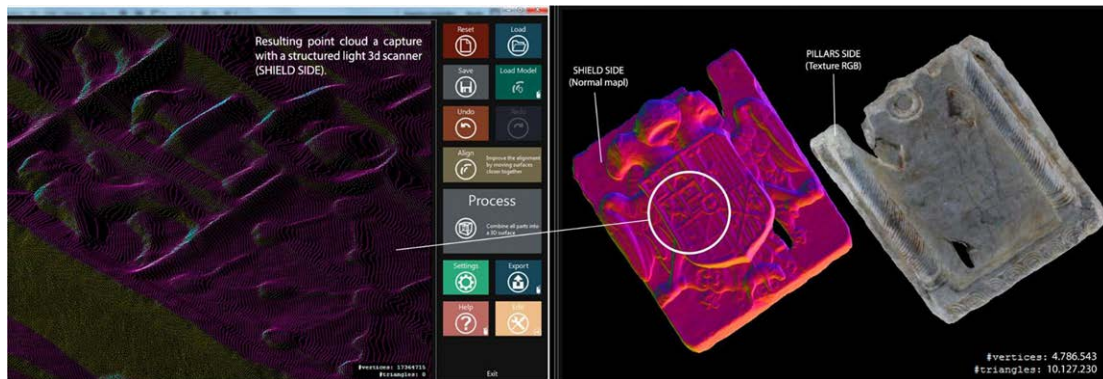 Resulting point cloud a capture
with a structured light 3d scanner
(SHIELD SIDE).
Reset
Load
Save
Load Model
Undo
Redo
Align
Improve the alignment
by moving surfaces
closer together
Process
Combine all parts into
a 3D surface
Settings
Export
Help
Edit
Exit
#vertices: 17364715
#triangles: 0
SHIELD SIDE
(Normal mapl)
PILLARS SIDE
(Texture RGB)
#vertices: 4.786.543
#triangles: 10.127.230